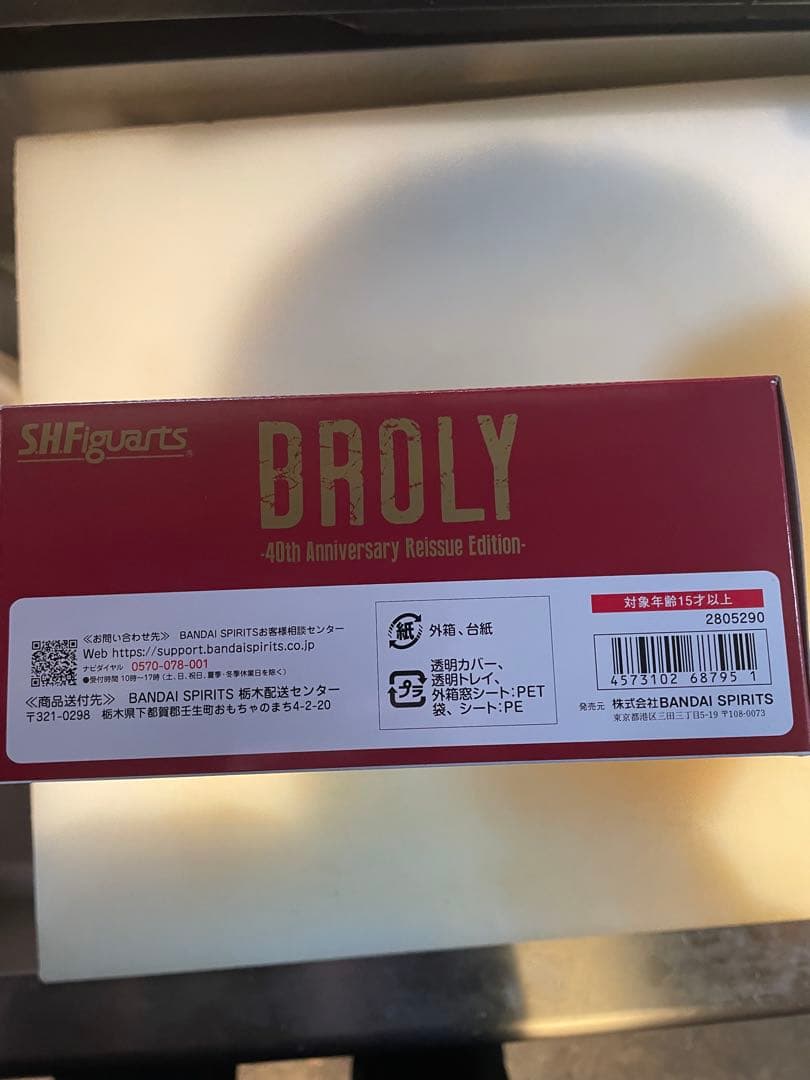 S.H.Figuarts
BROLY
-40th Anniversary Reissue Edition-
≪お問い合わせ先≫ BANDAI SPIRITSお客様相談センター
Web https://support.bandaispirits.co.jp
ナビダイヤル 0570-078-001
●受付時間 10時〜17時(土、日、祝日、夏季・冬季休業日を除く)
≪商品送付先≫ BANDAI SPIRITS 栃木配送センター
〒321-0298 栃木県下都賀郡壬生町おもちゃのまち4-2-20
紙 外箱、台紙
プラ 透明カバー、
透明トレイ、
外箱窓シート:PET
袋、シート:PE
対象年齢15才以上
2805290
4573102 68795 1
発売元 株式会社BANDAI SPIRITS
東京都港区三田三丁目5-19 〒108-0073